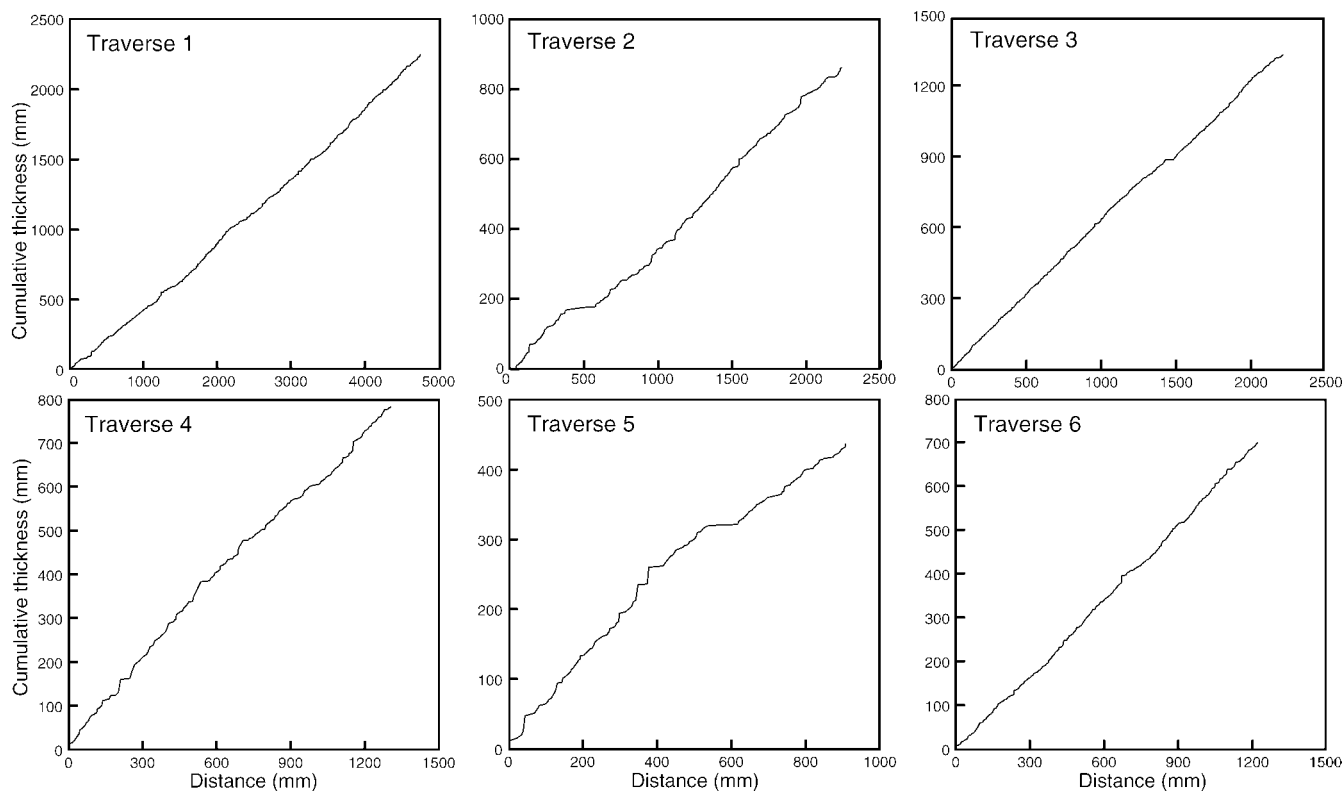 Traverse 1
Cumulative thickness (mm)
2500
2000
1500
1000
500
0
0 1000 2000 3000 4000 5000
Traverse 2
1000
800
600
400
200
0
0 500 1000 1500 2000 2500
Traverse 3
1500
1200
900
600
300
0
0 500 1000 1500 2000 2500
Traverse 4
Cumulative thickness (mm)
800
700
600
500
400
300
200
100
0
0 300 600 900 1200 1500
Distance (mm)
Traverse 5
500
400
300
200
100
0
0 200 400 600 800 1000
Distance (mm)
Traverse 6
800
700
600
500
400
300
200
100
0
0 300 600 900 1200 1500
Distance (mm)